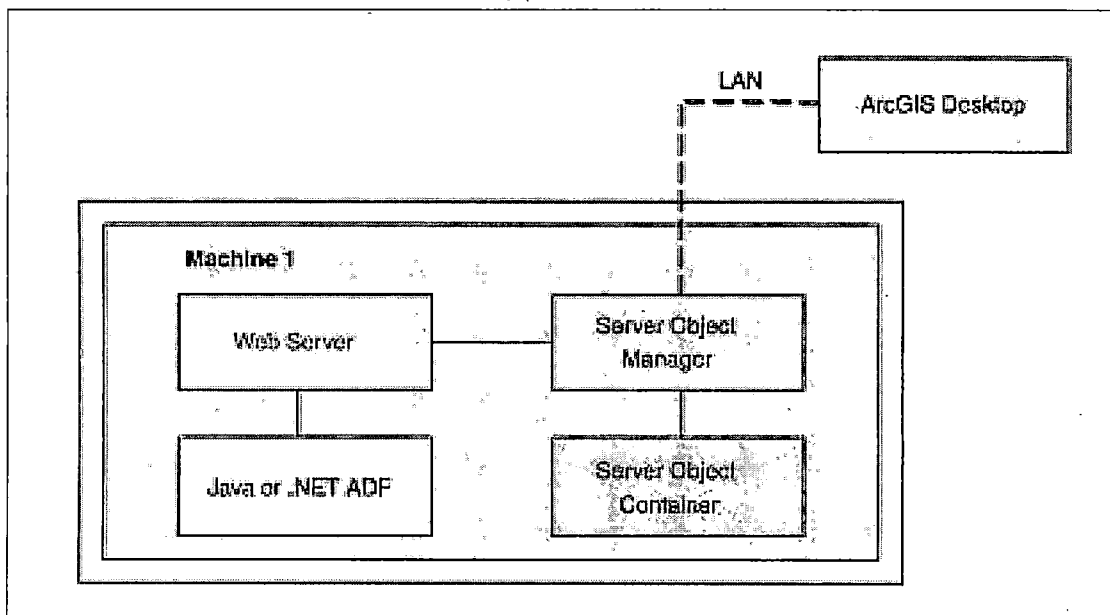 LAN
ArcGIS Desktop
Machine 1
Web Server
Server Object
Manager
Java or .NET ADF
Server Object
Container